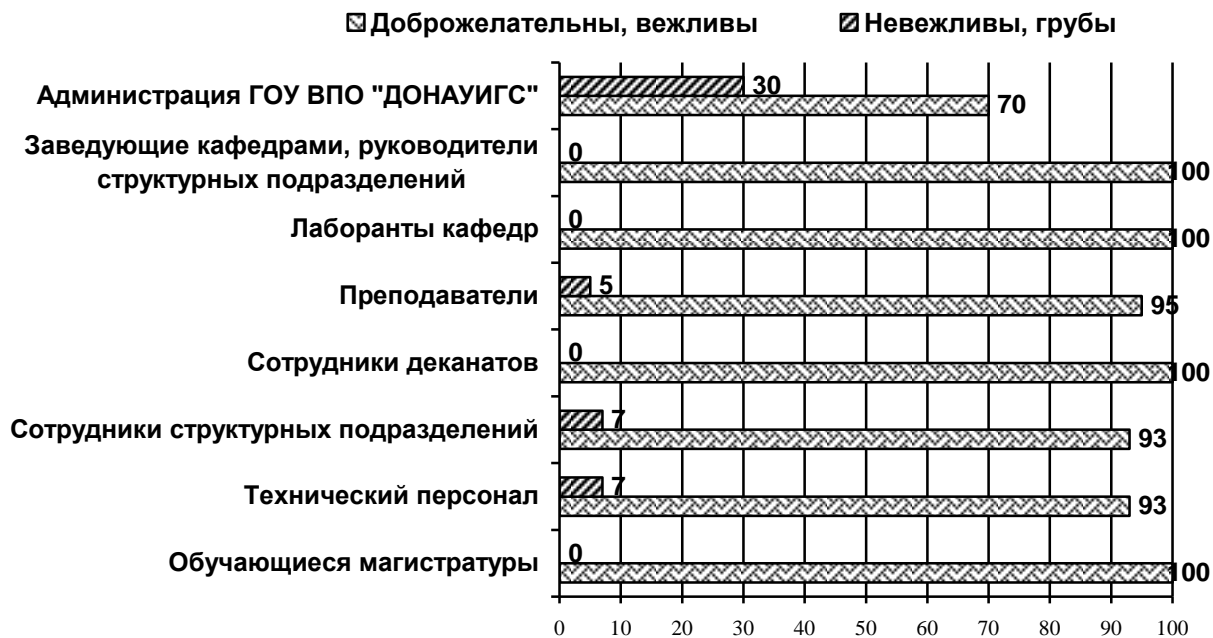 Доброжелательны, вежливы Невежливы, грубы
Администрация ГОУ ВПО "ДОНАУИГС"
30
70
Заведующие кафедрами, руководители
структурных подразделений
0
100
Лаборанты кафедр
0
100
Преподаватели
5
95
Сотрудники деканатов
0
100
Сотрудники структурных подразделений
7
93
Технический персонал
7
93
Обучающиеся магистратуры
0
100
0 10 20 30 40 50 60 70 80 90 100